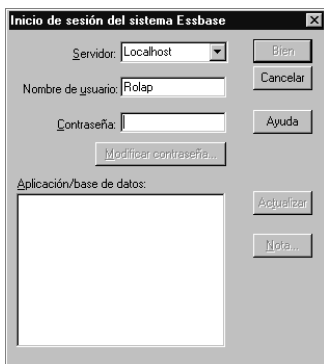 Inicio de sesión del sistema Essbase
Servidor: Localhost
Bien
Nombre de usuario: Rolap
Cancelar
Contraseña:
Ayuda
Modificar contraseña...
Aplicación/base de datos:
Actualizar
Nota...